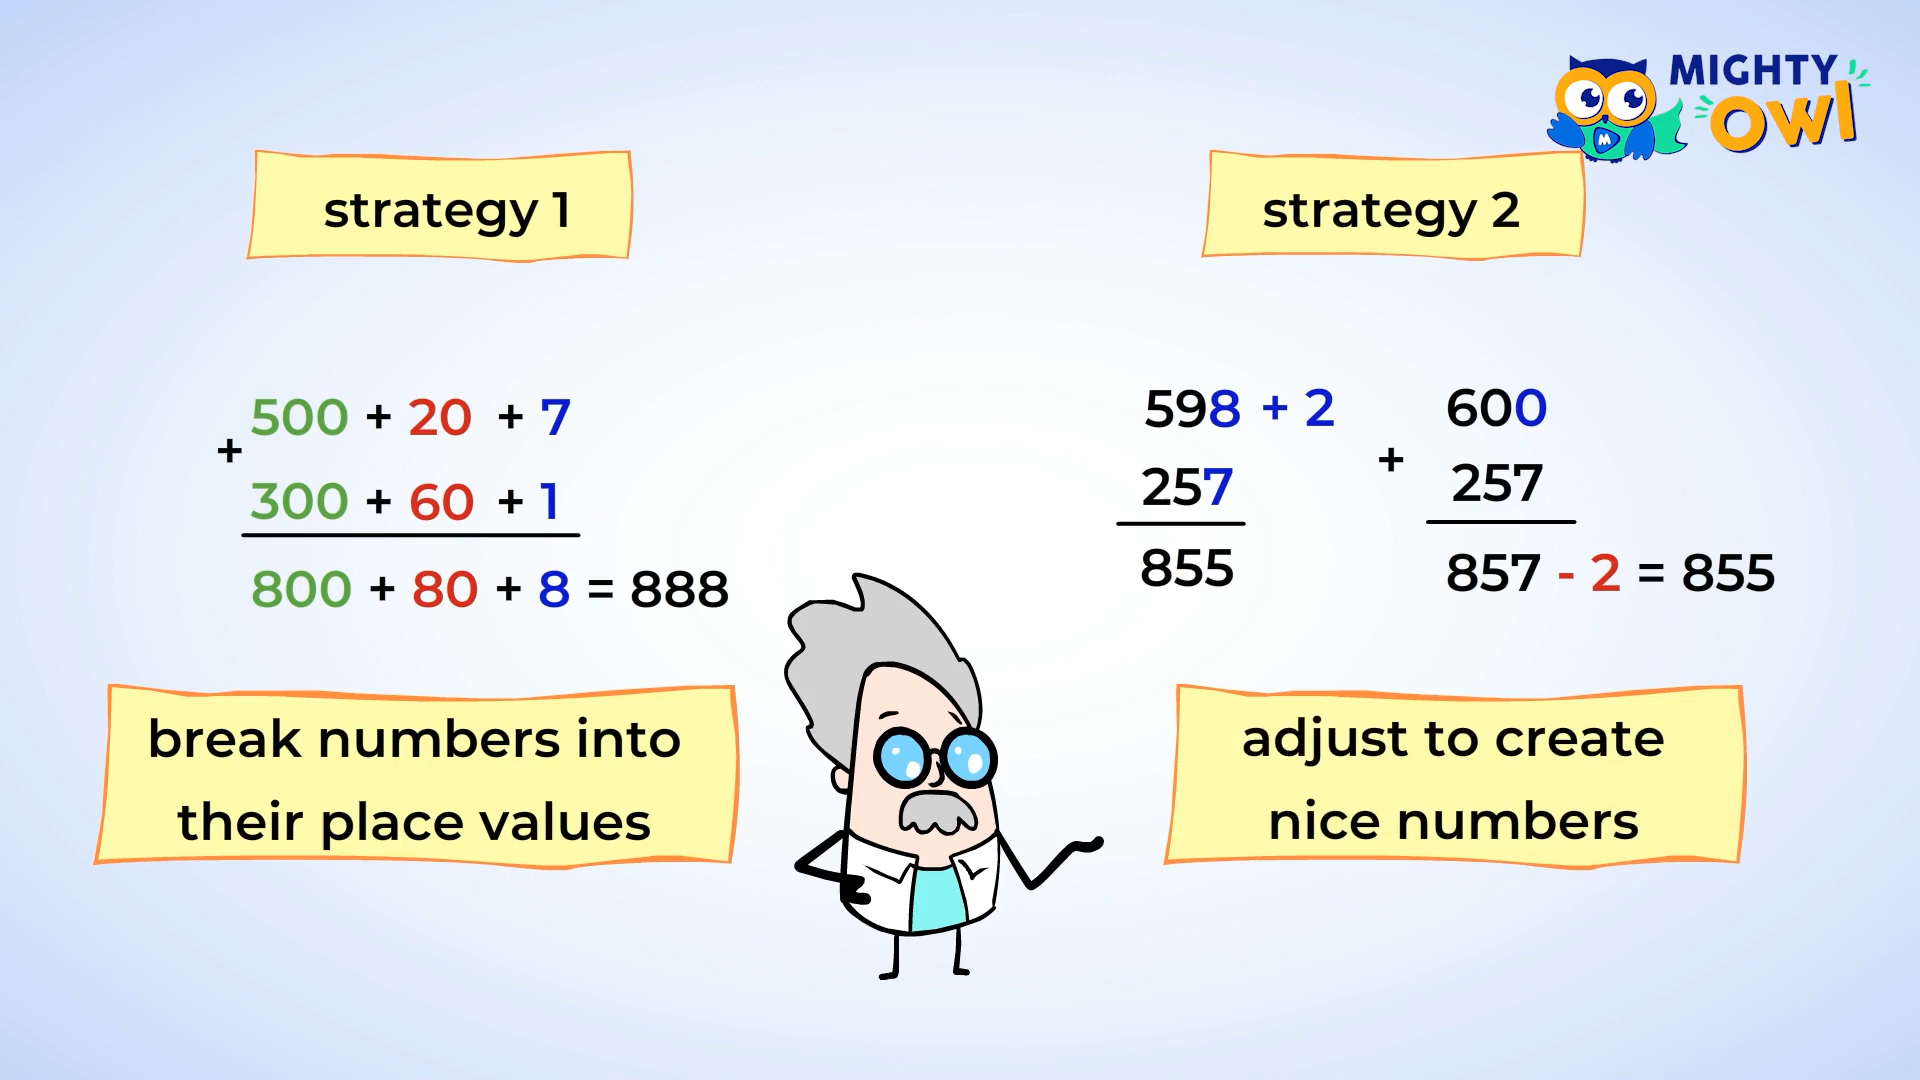 MIGHTY
OWL
strategy 1
500 + 20 + 7
+
300 + 60 + 1
800 + 80 + 8 = 888
break numbers into
their place values
strategy 2
598 + 2
257
855
600
+
257
857 - 2 = 855
adjust to create
nice numbers
M